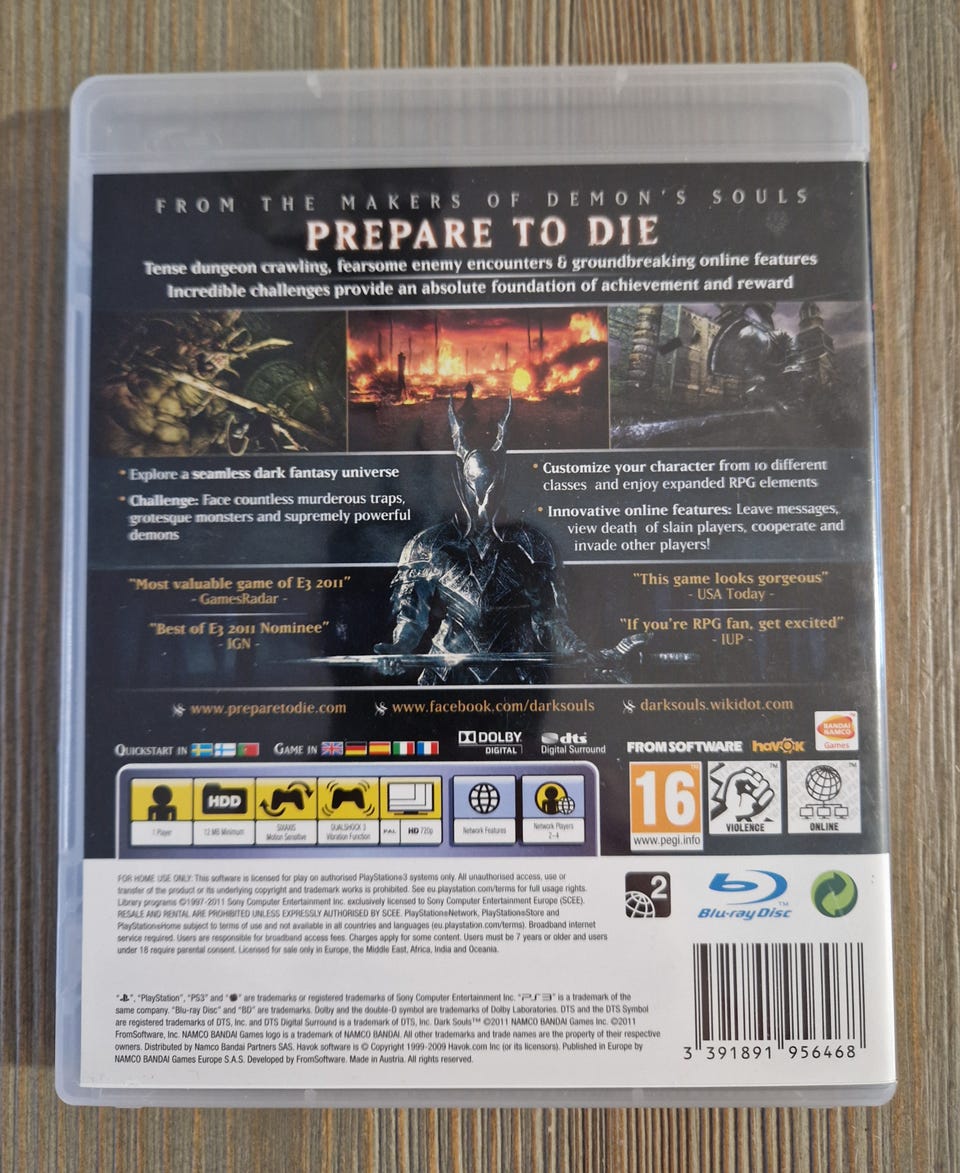 FROM THE MAKERS OF DEMON'S SOULS
PREPARE TO DIE
Tense dungeon crawling, fearsome enemy encounters & groundbreaking online features
Incredible challenges provide an absolute foundation of achievement and reward
• Explore a seamless dark fantasy universe
• Challenge: Face countless murderous traps,
grotesque monsters and supremely powerful
demons
• Customize your character from 10 different
classes and enjoy expanded RPG elements
• Innovative online features: Leave messages,
view death of slain players, cooperate and
invade other players!
"Most valuable game of E3 2011"
- GamesRadar -
"Best of E3 2011 Nominee"
- IGN -
"This game looks gorgeous"
- USA Today -
"If you're RPG fan, get excited"
- IUP -
www.preparetodie.com www.facebook.com/darksouls darksouls.wikidot.com
QUICKSTART IN GAME IN
DOLBY
DIGITAL
dts
Digital Surround
FROMSOFTWARE
havok
BANDAI
NAMCO
Games
1 Player
HDD
12 MB Minimum
SIXAXIS
Motion Sensitive
DUALSHOCK 3
Vibration Function
PAL HD 720p
Network Features
Network Players
2-4
16
www.pegi.info
VIOLENCE
ONLINE
FOR HOME USE ONLY: This software is licensed for play on authorised PlayStation®3 systems only. All unauthorised access, use or
transfer of the product or its underlying copyright and trademark works is prohibited. See eu.playstation.com/terms for full usage rights.
Library programs ©1997-2011 Sony Computer Entertainment Inc. exclusively licensed to Sony Computer Entertainment Europe (SCEE).
RESALE AND RENTAL ARE PROHIBITED UNLESS EXPRESSLY AUTHORISED BY SCEE. PlayStation®Network, PlayStation®Store and
PlayStation®Home subject to terms of use and not available in all countries and languages (eu.playstation.com/terms). Broadband internet
service required. Users are responsible for broadband access fees. Charges apply for some content. Users must be 7 years or older and users
under 18 require parental consent. Licensed for sale only in Europe, the Middle East, Africa, India and Oceania.
2
Blu-ray Disc™
"", "PlayStation", "PS3" and "" are trademarks or registered trademarks of Sony Computer Entertainment Inc. "PS3" is a trademark of the
same company. "Blu-ray Disc" and "BD" are trademarks. Dolby and the double-D symbol are trademarks of Dolby Laboratories. DTS and the DTS Symbol
are registered trademarks of DTS, Inc. and DTS Digital Surround is a trademark of DTS, Inc. Dark Souls™ ©2011 NAMCO BANDAI Games Inc. ©2011
FromSoftware, Inc. NAMCO BANDAI Games logo is a trademark of NAMCO BANDAI. All other trademarks and trade names are the property of their respective
owners. Distributed by Namco Bandai Partners SAS. Havok software is © Copyright 1999-2009 Havok.com Inc (or its licensors). Published in Europe by
NAMCO BANDAI Games Europe S.A.S. Developed by FromSoftware. Made in Austria. All rights reserved.
3 391891 956468